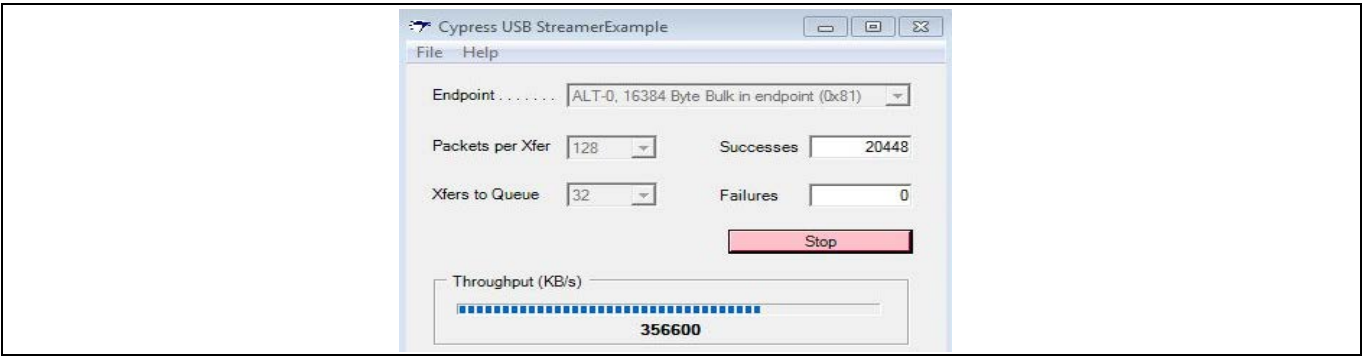 Cypress USB StreamerExample
File Help
Endpoint . . . . . . . ALT-0, 16384 Byte Bulk in endpoint (0x81)
Packets per Xfer 128 Successes 20448
Xfers to Queue 32 Failures 0
Stop
Throughput (KB/s)
356600